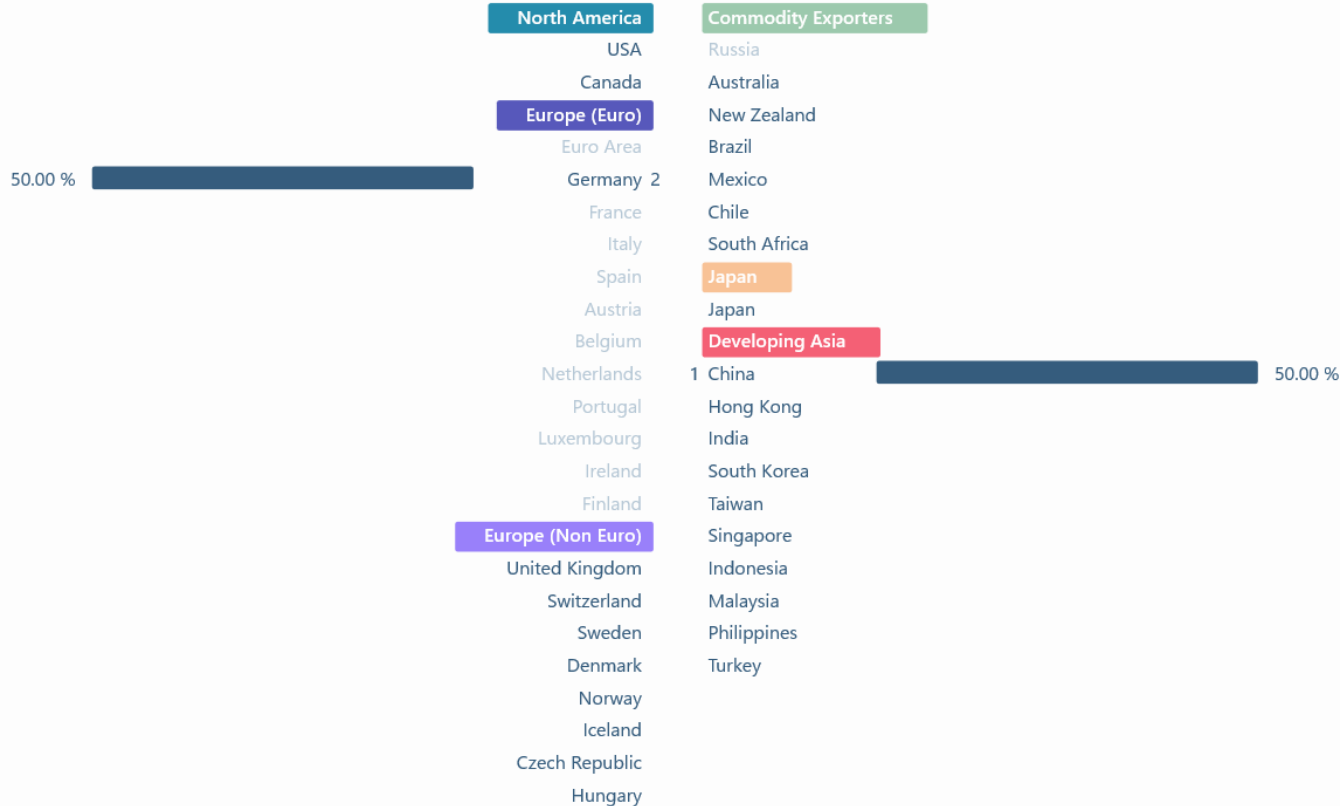 North America
USA
Canada
Europe (Euro)
Euro Area
50.00 % Germany 2
France
Italy
Spain
Austria
Belgium
Netherlands
Portugal
Luxembourg
Ireland
Finland
Europe (Non Euro)
United Kingdom
Switzerland
Sweden
Denmark
Norway
Iceland
Czech Republic
Hungary
Commodity Exporters
Russia
Australia
New Zealand
Brazil
Mexico
Chile
South Africa
Japan
Japan
Developing Asia
1 China 50.00 %
Hong Kong
India
South Korea
Taiwan
Singapore
Indonesia
Malaysia
Philippines
Turkey